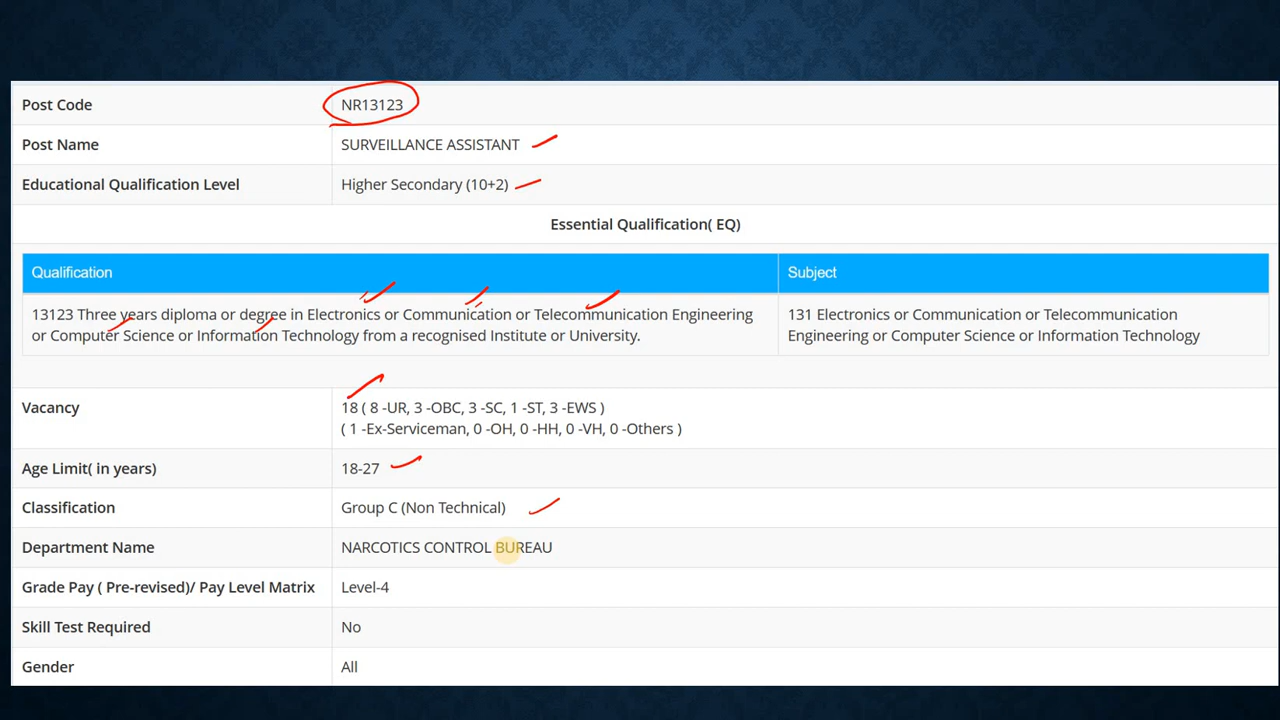 Post Code NR13123
Post Name SURVEILLANCE ASSISTANT
Educational Qualification Level Higher Secondary (10+2)
Essential Qualification( EQ)
Qualification Subject
13123 Three years diploma or degree in Electronics or Communication or Telecommunication Engineering
or Computer Science or Information Technology from a recognised Institute or University.
131 Electronics or Communication or Telecommunication
Engineering or Computer Science or Information Technology
Vacancy 18 ( 8 -UR, 3 -OBC, 3 -SC, 1 -ST, 3 -EWS )
( 1 -Ex-Serviceman, 0 -OH, 0 -HH, 0 -VH, 0 -Others )
Age Limit( in years) 18-27
Classification Group C (Non Technical)
Department Name NARCOTICS CONTROL BUREAU
Grade Pay ( Pre-revised)/ Pay Level Matrix Level-4
Skill Test Required No
Gender All